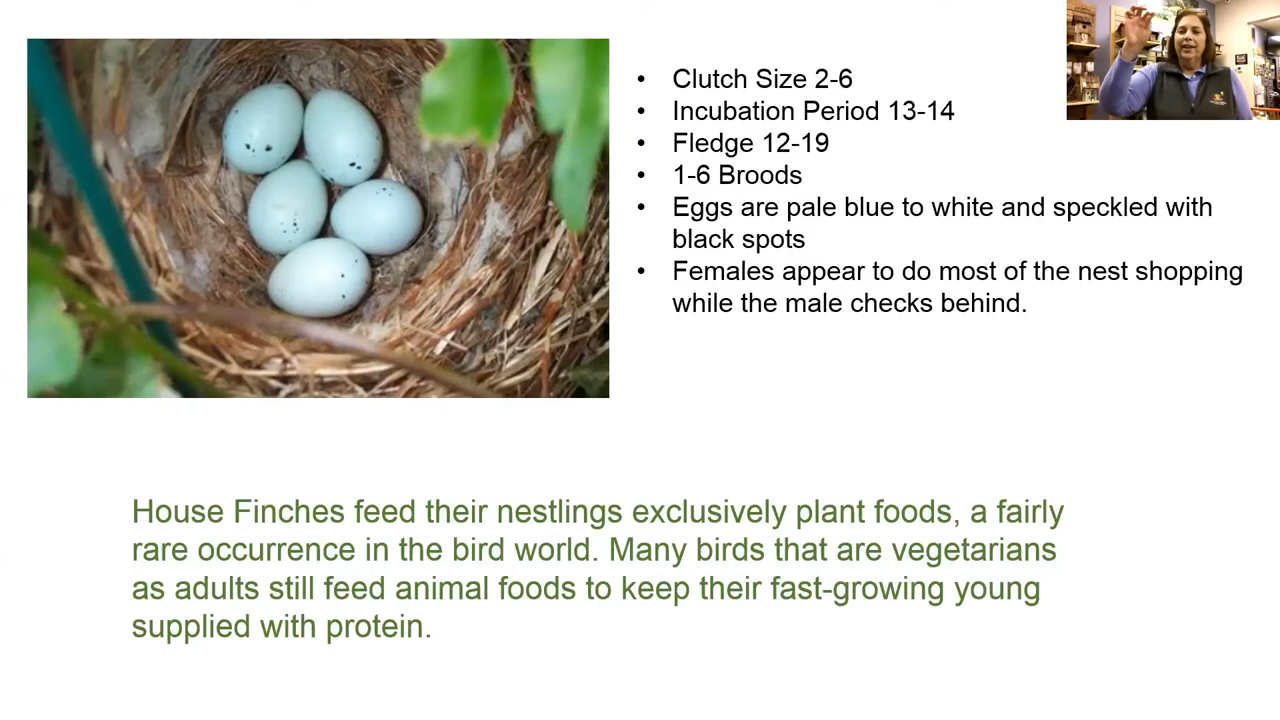 • Clutch Size 2-6
• Incubation Period 13-14
• Fledge 12-19
• 1-6 Broods
• Eggs are pale blue to white and speckled with
black spots
• Females appear to do most of the nest shopping
while the male checks behind.
House Finches feed their nestlings exclusively plant foods, a fairly
rare occurrence in the bird world. Many birds that are vegetarians
as adults still feed animal foods to keep their fast-growing young
supplied with protein.